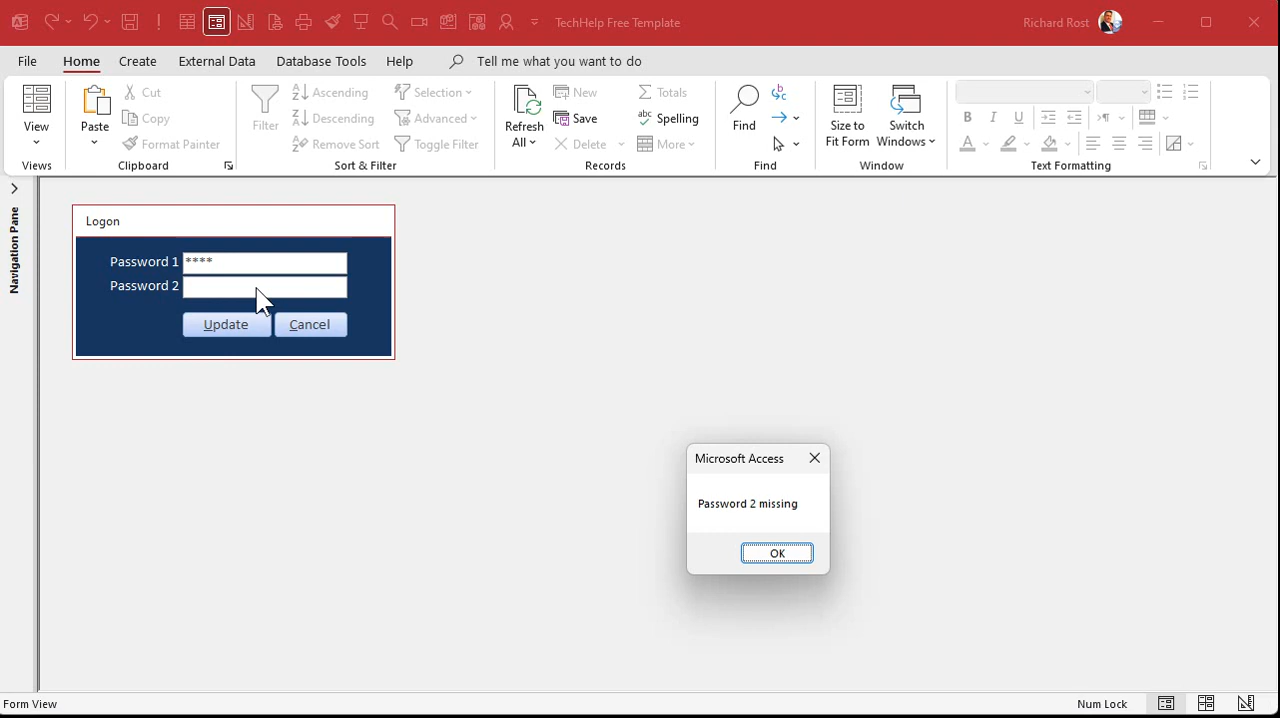 TechHelp Free Template
Richard Rost
File Home Create External Data Database Tools Help Tell me what you want to do
View
Views
Paste
Cut
Copy
Format Painter
Clipboard
Filter
Ascending
Descending
Remove Sort
Selection
Advanced
Toggle Filter
Sort & Filter
Refresh
All
New
Save
Delete
Totals
Spelling
More
Records
Find
Find
Size to
Fit Form
Switch
Windows
Window
B I U
Text Formatting
Navigation Pane
Logon
Password 1 ****
Password 2
Update Cancel
Microsoft Access
Password 2 missing
OK
Form View
Num Lock